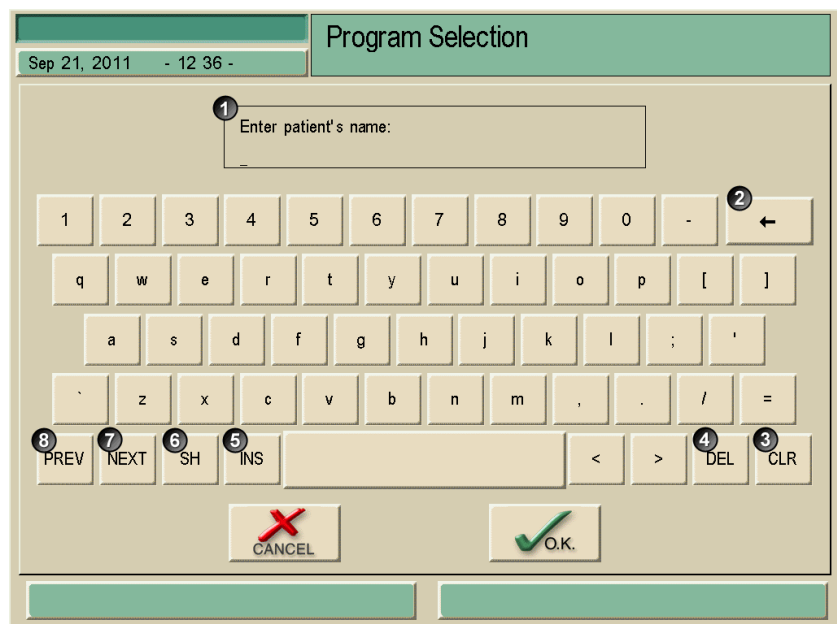 Program Selection
Sep 21, 2011 - 12 36 -
1
Enter patient's name:
_
2
1 2 3 4 5 6 7 8 9 0 - ←
q w e r t y u i o p [ ]
a s d f g h j k l ; '
` z x c v b n m , . / =
8 7 6 5 4 3
PREV NEXT SH INS < > DEL CLR
CANCEL O.K.